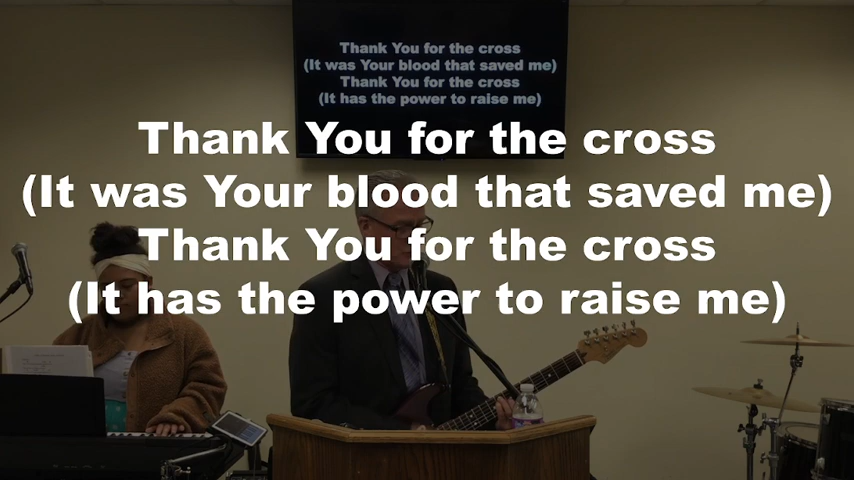 Thank You for the cross
(It was Your blood that saved me)
Thank You for the cross
(It has the power to raise me)
Thank You for the cross
(It was Your blood that saved me)
Thank You for the cross
(It has the power to raise me)